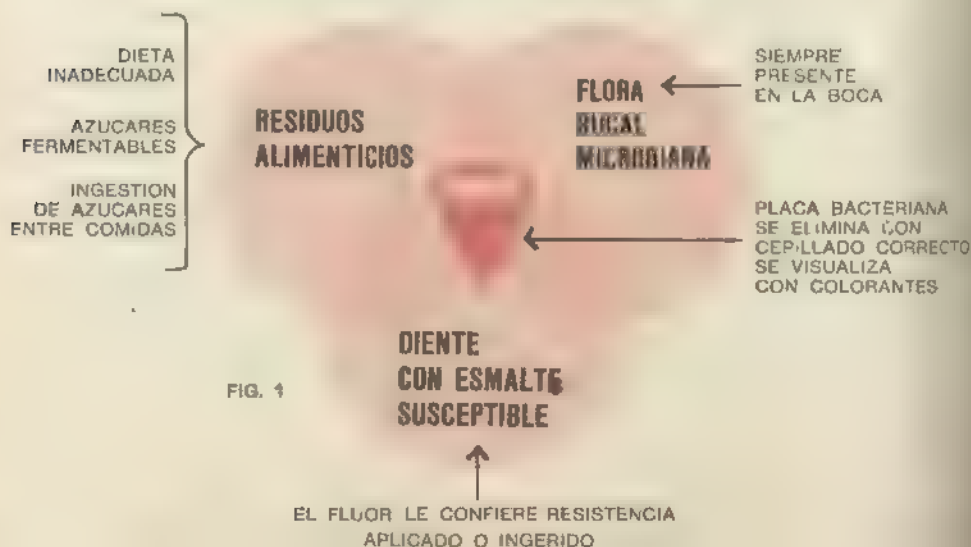 DIETA
INADECUADA
AZUCARES
FERMENTABLES
INGESTION
DE AZUCARES
ENTRE COMIDAS
RESIDUOS
ALIMENTICIOS
FLORA
BUCAL
MICROBIANA
SIEMPRE
PRESENTE
EN LA BOCA
PLACA BACTERIANA
SE ELIMINA CON
CEPILLADO CORRECTO
SE VISUALIZA
CON COLORANTES
DIENTE
CON ESMALTE
SUSCEPTIBLE
FIG. 1
EL FLUOR LE CONFIERE RESISTENCIA
APLICADO O INGERIDO